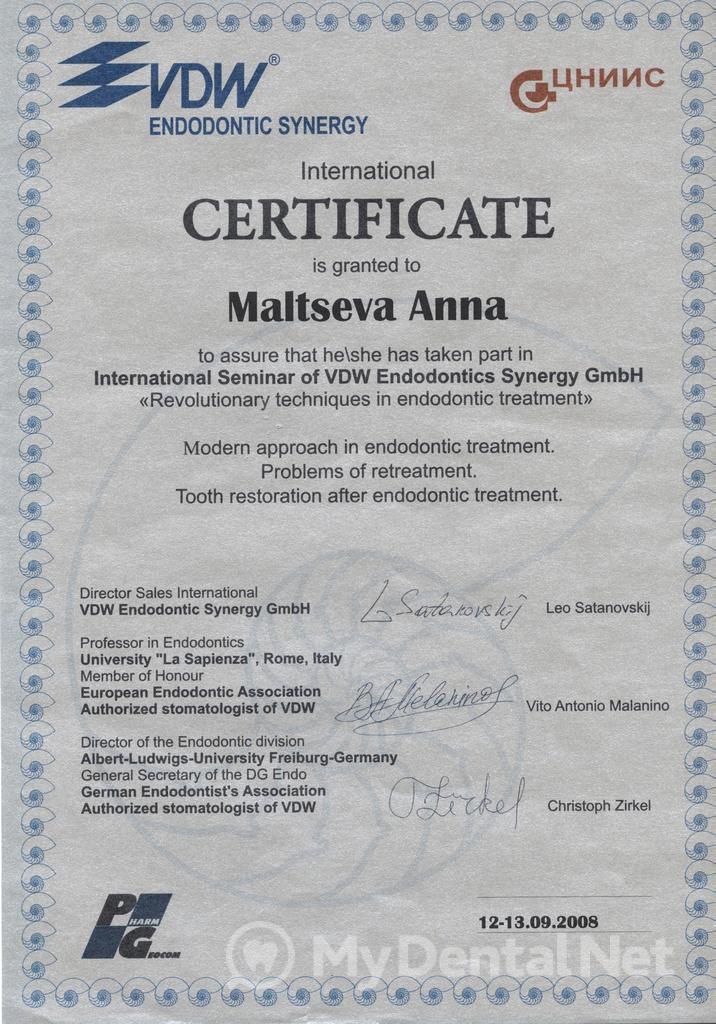 VDW®
ENDODONTIC SYNERGY
ЦНИИС
International
CERTIFICATE
is granted to
Maltseva Anna
to assure that he\she has taken part in
International Seminar of VDW Endodontics Synergy GmbH
«Revolutionary techniques in endodontic treatment»
Modern approach in endodontic treatment.
Problems of retreatment.
Tooth restoration after endodontic treatment.
Director Sales International
VDW Endodontic Synergy GmbH
L Satanovskij
Leo Satanovskij
Professor in Endodontics
University "La Sapienza", Rome, Italy
Member of Honour
European Endodontic Association
Authorized stomatologist of VDW
Vito Antonio Malanino
Director of the Endodontic division
Albert-Ludwigs-University Freiburg-Germany
General Secretary of the DG Endo
German Endodontist's Association
Authorized stomatologist of VDW
Zirkel
Christoph Zirkel
PHARM
GEOCOM
12-13.09.2008
MyDental Net